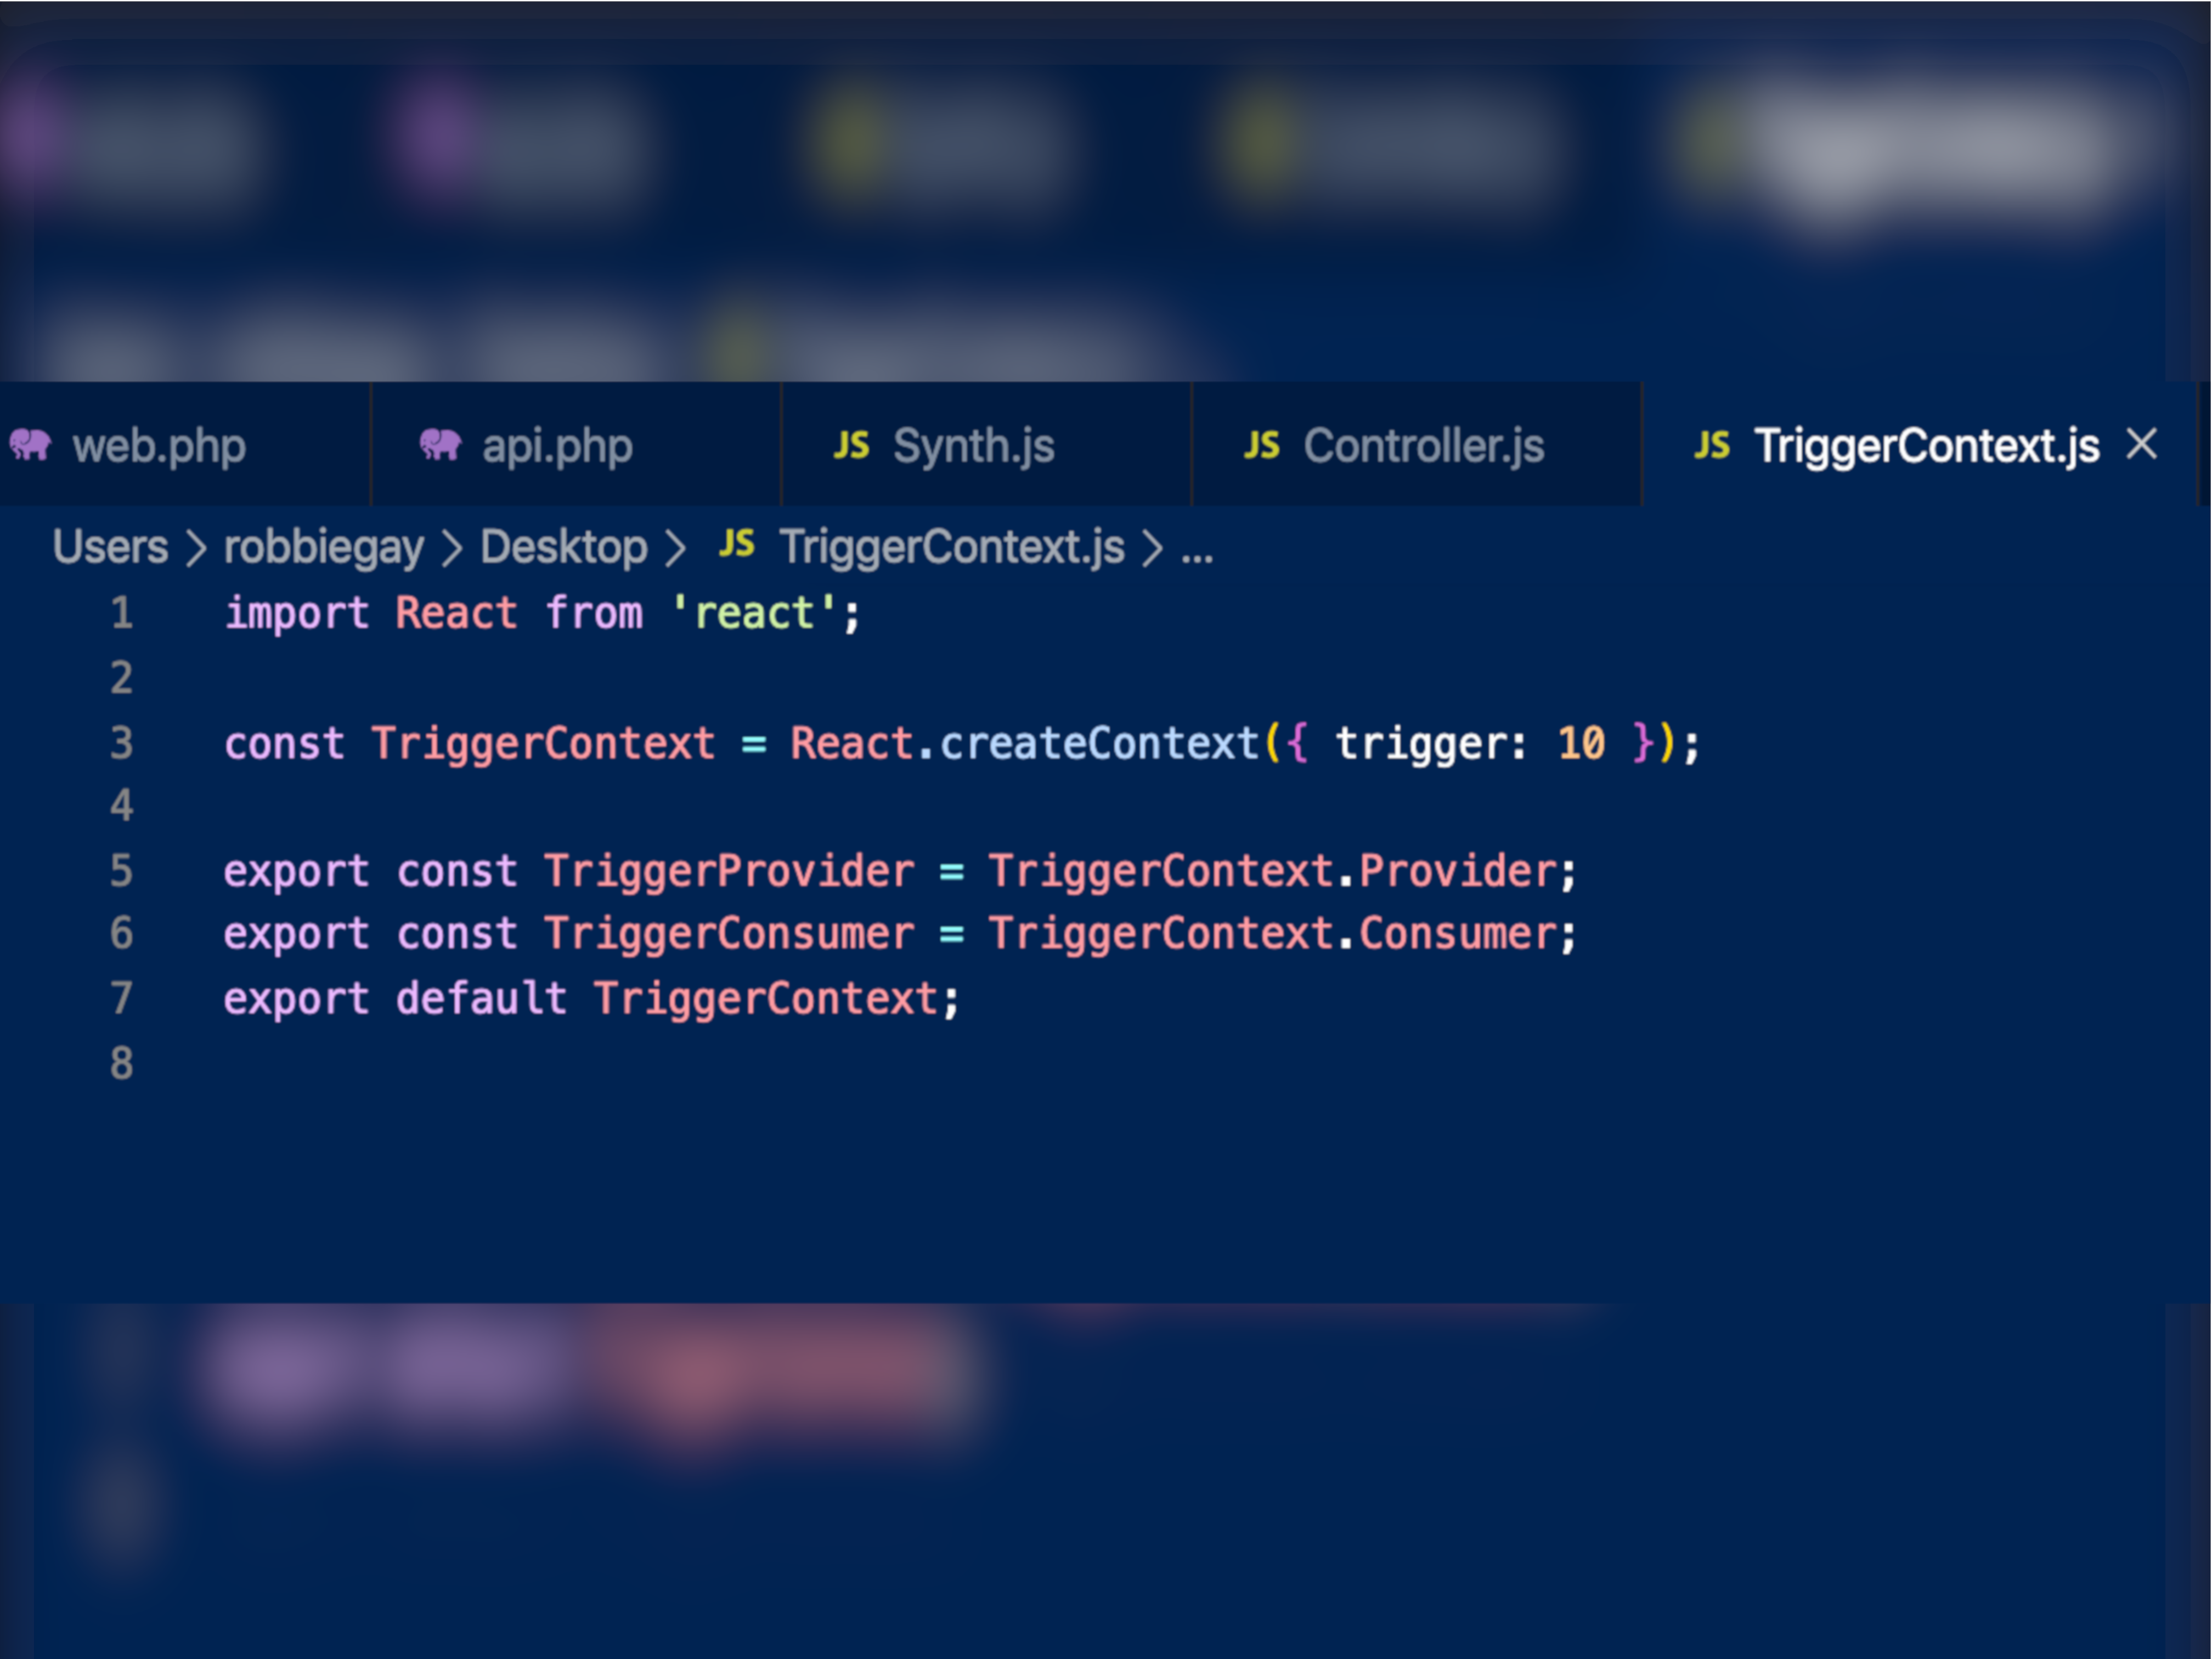 web.php api.php JS Synth.js JS Controller.js JS TriggerContext.js ×
Users > robbiegay > Desktop > JS TriggerContext.js > ...
1 import React from 'react';
2
3 const TriggerContext = React.createContext({ trigger: 10 });
4
5 export const TriggerProvider = TriggerContext.Provider;
6 export const TriggerConsumer = TriggerContext.Consumer;
7 export default TriggerContext;
8